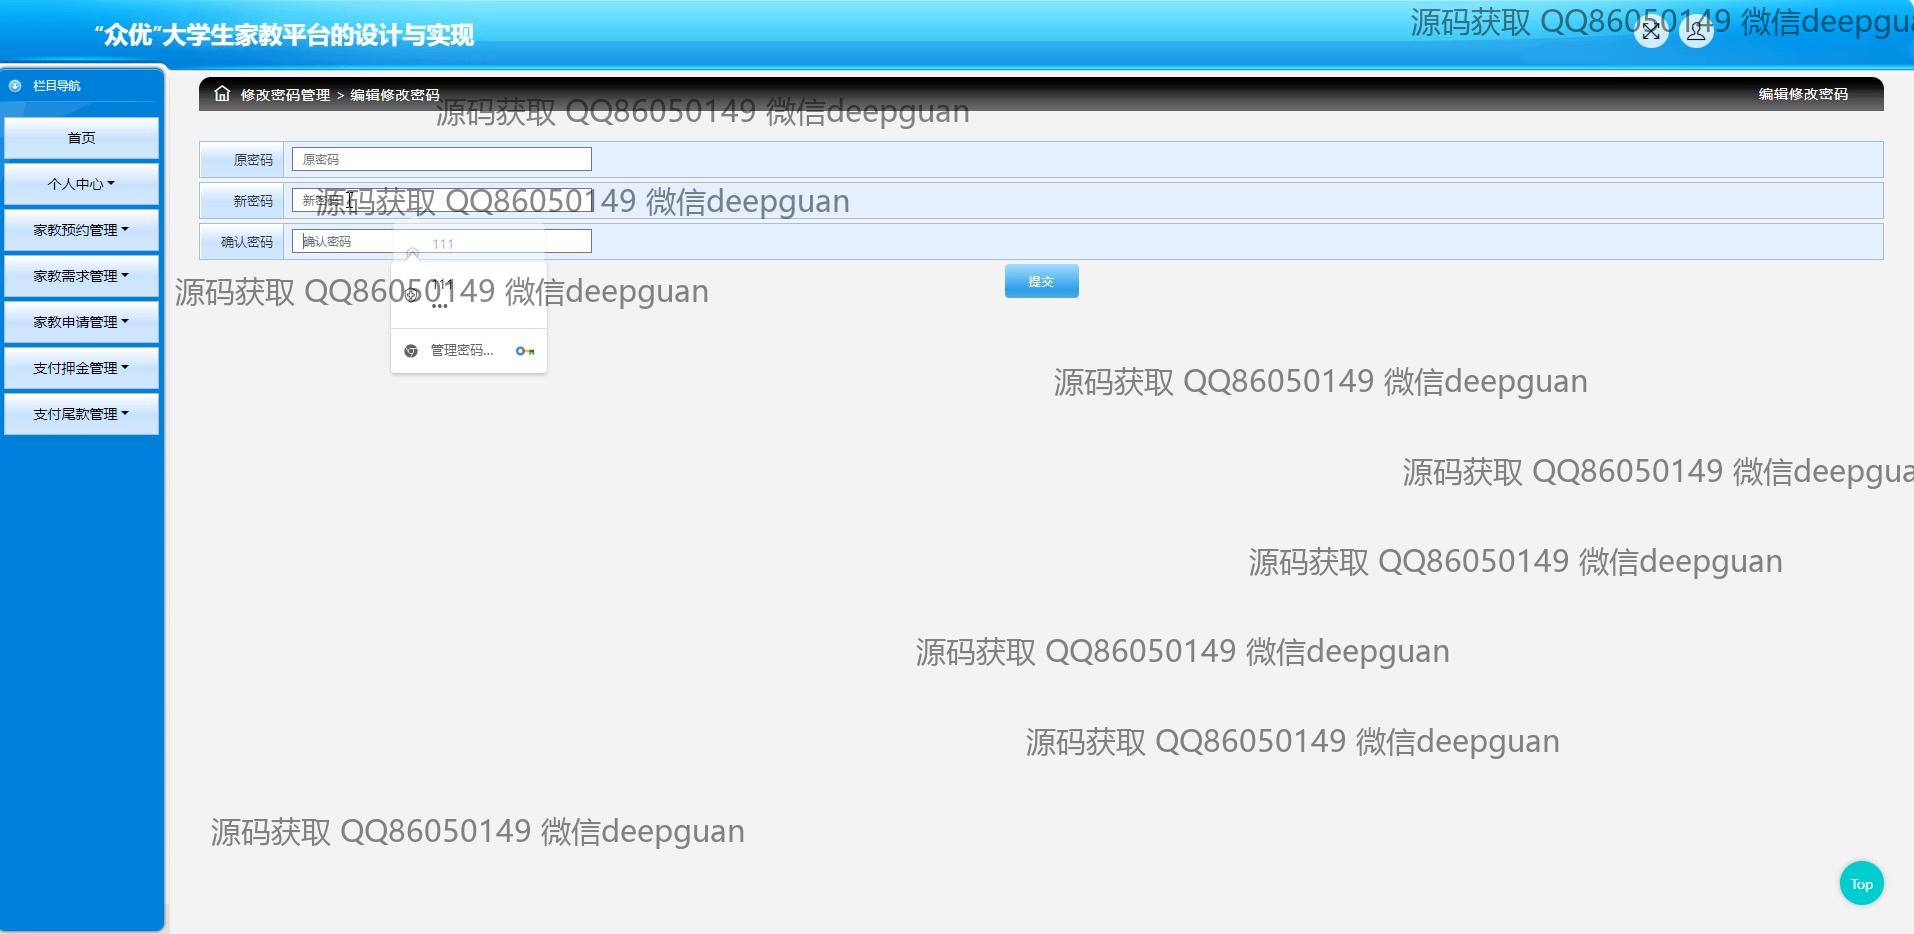 “众优”大学生家教平台的设计与实现
源码获取 QQ86050149 微信deepgua
栏目导航
首页
个人中心
家教预约管理
家教需求管理
家教申请管理
支付押金管理
支付尾款管理
修改密码管理 > 编辑修改密码
编辑修改密码
源码获取 QQ86050149 微信deepguan
原密码
原密码
新密码
新密码
源码获取 QQ86050149 微信deepguan
确认密码
确认密码
111
111
•••
管理密码...
源码获取 QQ86050149 微信deepguan
提交
源码获取 QQ86050149 微信deepguan
源码获取 QQ86050149 微信deepgua
源码获取 QQ86050149 微信deepguan
源码获取 QQ86050149 微信deepguan
源码获取 QQ86050149 微信deepguan
源码获取 QQ86050149 微信deepguan
Top